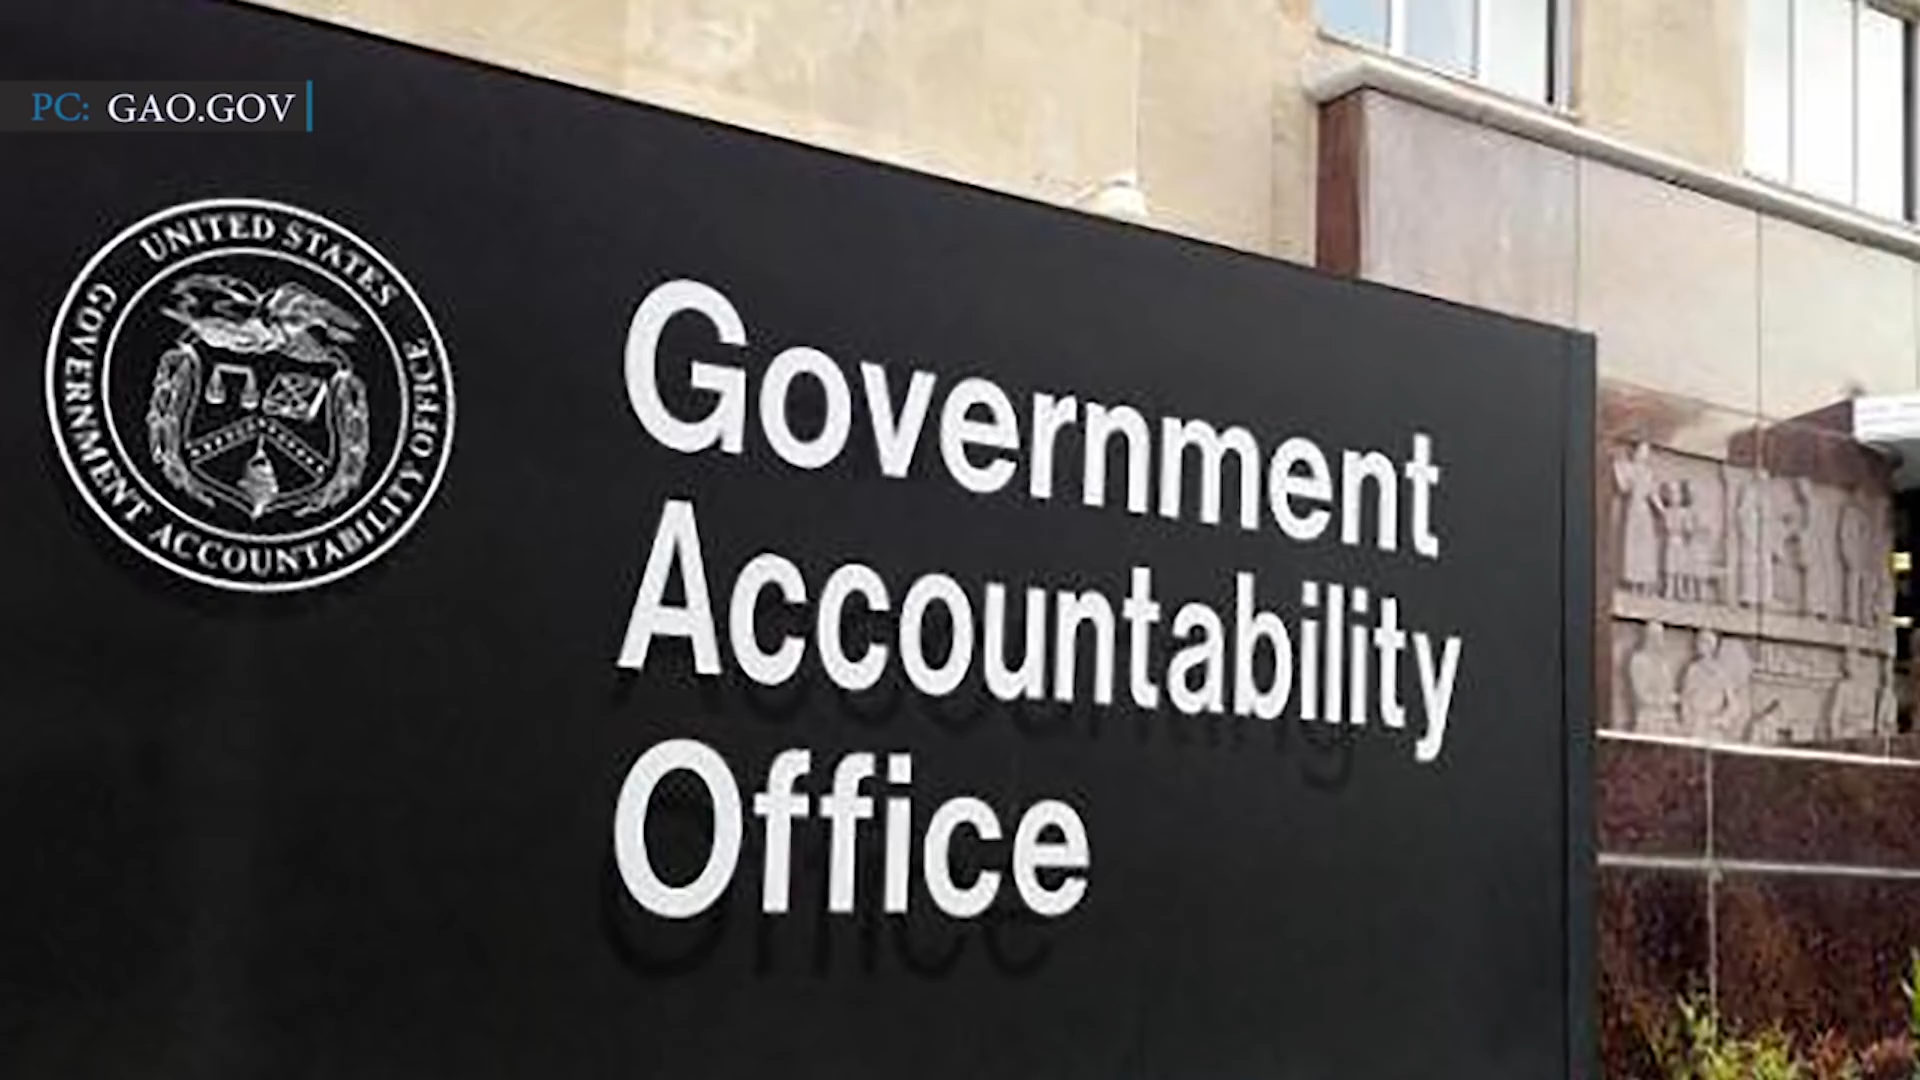 PC: GAO.GOV
UNITED STATES
GOVERNMENT ACCOUNTABILITY OFFICE
Government
Accountability
Office